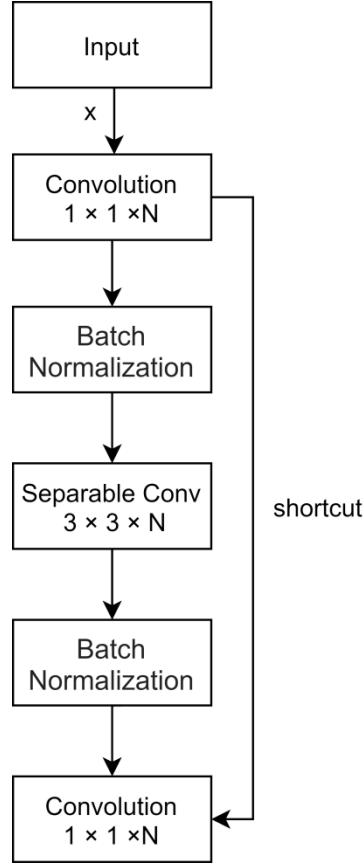 Input
x
Convolution
1 × 1 ×N
Batch
Normalization
Separable Conv
3 × 3 × N
shortcut
Batch
Normalization
Convolution
1 × 1 ×N